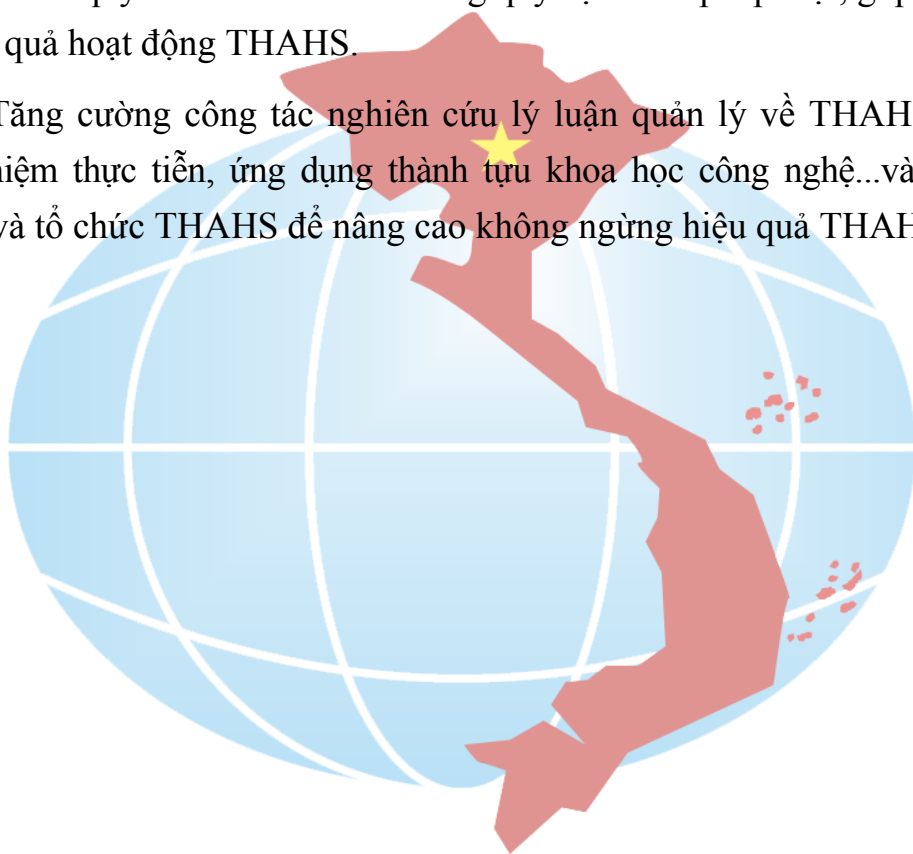 quả hoạt động THAHS.
Tăng cường công tác nghiên cứu lý luận quản lý về THAH
thực tiễn, ứng dụng thành tựu khoa học công nghệ...và
và tổ chức THAHS để nâng cao không ngừng hiệu quả THAH